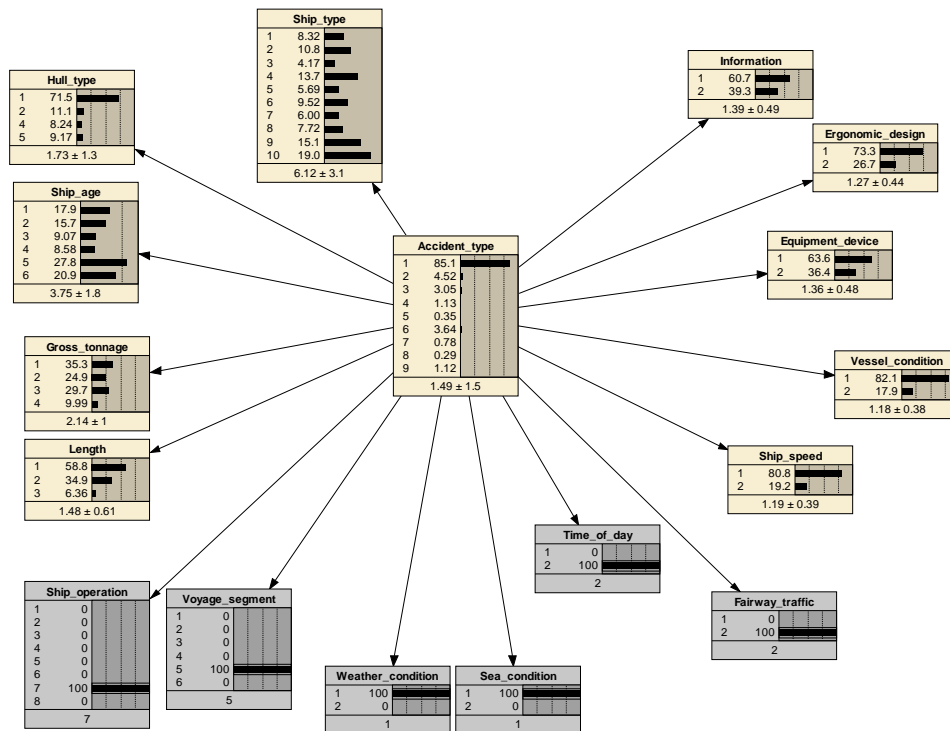 Ship_type
1 8.32
2 10.8
3 4.17
4 13.7
5 5.69
6 9.52
7 6.00
8 7.72
9 15.1
10 19.0
6.12 ± 3.1
Information
1 60.7
2 39.3
1.39 ± 0.49
Hull_type
1 71.5
2 11.1
4 8.24
5 9.17
1.73 ± 1.3
Ergonomic_design
1 73.3
2 26.7
1.27 ± 0.44
Ship_age
1 17.9
2 15.7
3 9.07
4 8.58
5 27.8
6 20.9
3.75 ± 1.8
Accident_type
1 85.1
2 4.52
3 3.05
4 1.13
5 0.35
6 3.64
7 0.78
8 0.29
9 1.12
1.49 ± 1.5
Equipment_device
1 63.6
2 36.4
1.36 ± 0.48
Gross_tonnage
1 35.3
2 24.9
3 29.7
4 9.99
2.14 ± 1
Vessel_condition
1 82.1
2 17.9
1.18 ± 0.38
Length
1 58.8
2 34.9
3 6.36
1.48 ± 0.61
Ship_speed
1 80.8
2 19.2
1.19 ± 0.39
Time_of_day
1 0
2 100
2
Ship_operation
1 0
2 0
3 0
4 0
5 0
6 0
7 100
8 0
7
Voyage_segment
1 0
2 0
3 0
4 0
5 100
6 0
5
Fairway_traffic
1 0
2 100
2
Weather_condition
1 100
2 0
1
Sea_condition
1 100
2 0
1